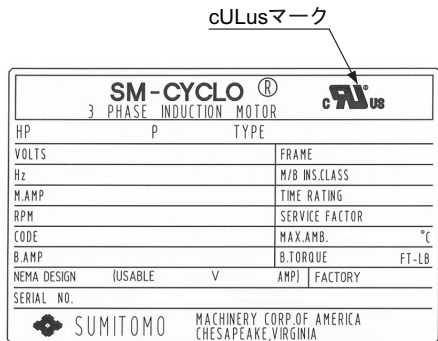 cULusマーク
SM-CYCLO ®
c RU ® US
3 PHASE INDUCTION MOTOR
HP P TYPE
VOLTS FRAME
Hz M/B INS.CLASS
M.AMP TIME RATING
RPM SERVICE FACTOR
CODE MAX.AMB. °C
B.AMP B.TORQUE FT-LB
NEMA DESIGN (USABLE V AMP) FACTORY
SERIAL NO.
SUMITOMO MACHINERY CORP.OF AMERICA
CHESAPEAKE,VIRGINIA